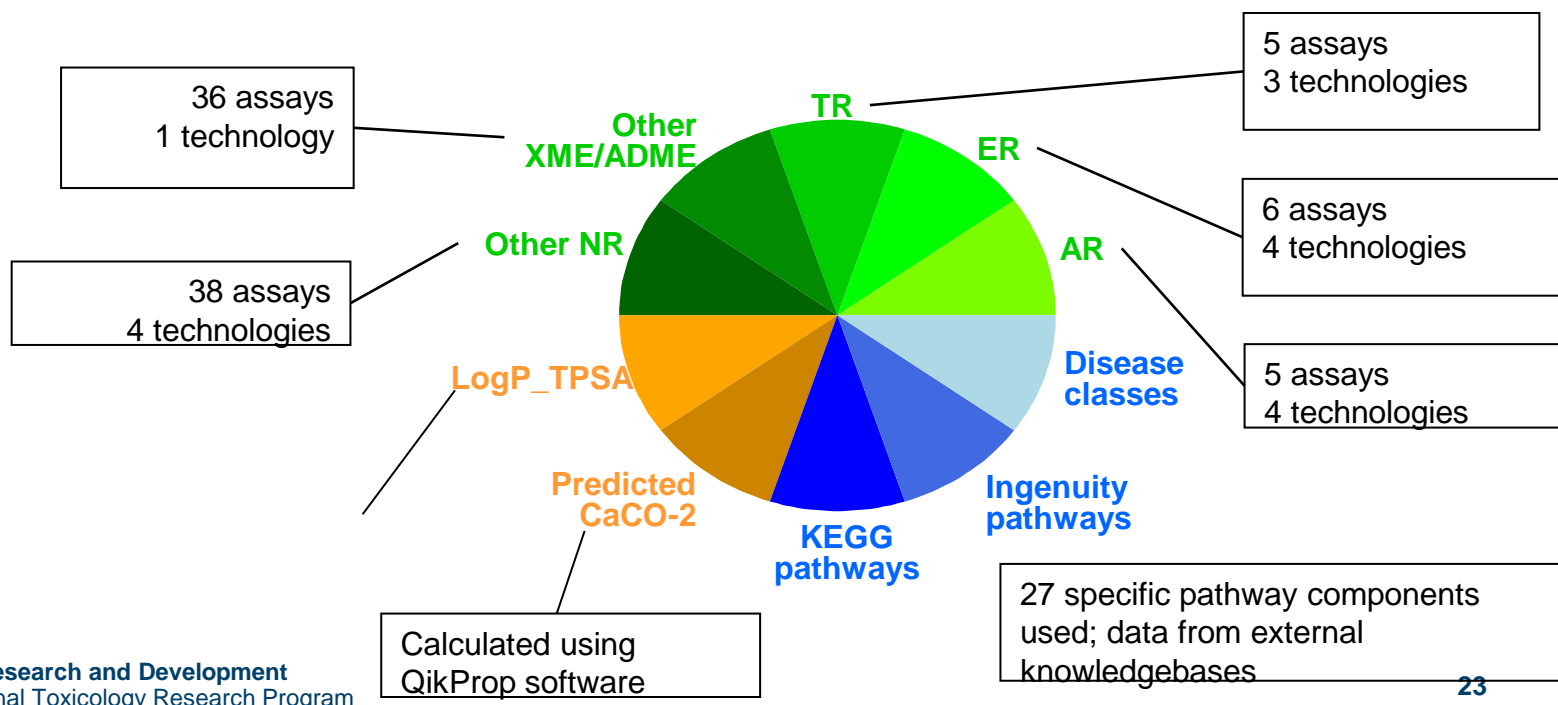 36 assays
1 technology
5 assays
3 technologies
TR
Other
XME/ADME
ER
6 assays
4 technologies
Other NR
AR
38 assays
4 technologies
LogP_TPSA
Disease
classes
5 assays
4 technologies
Predicted
CaCO-2
Ingenuity
pathways
KEGG
pathways
Calculated using
QikProp software
27 specific pathway components
used; data from external
knowledgebases
esearch and Development
nal Toxicology Research Program
23